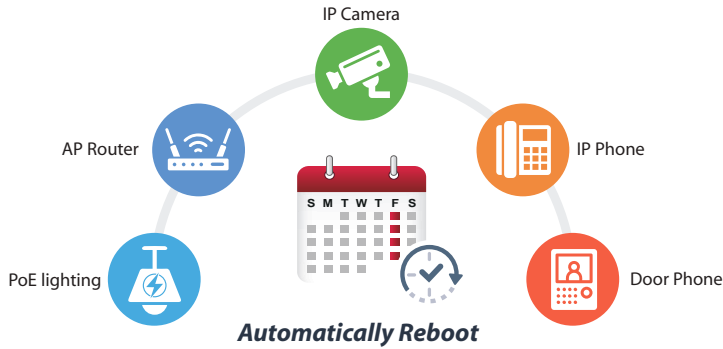 IP Camera
AP Router
IP Phone
S M T W T F S
PoE lighting
Door Phone
Automatically Reboot